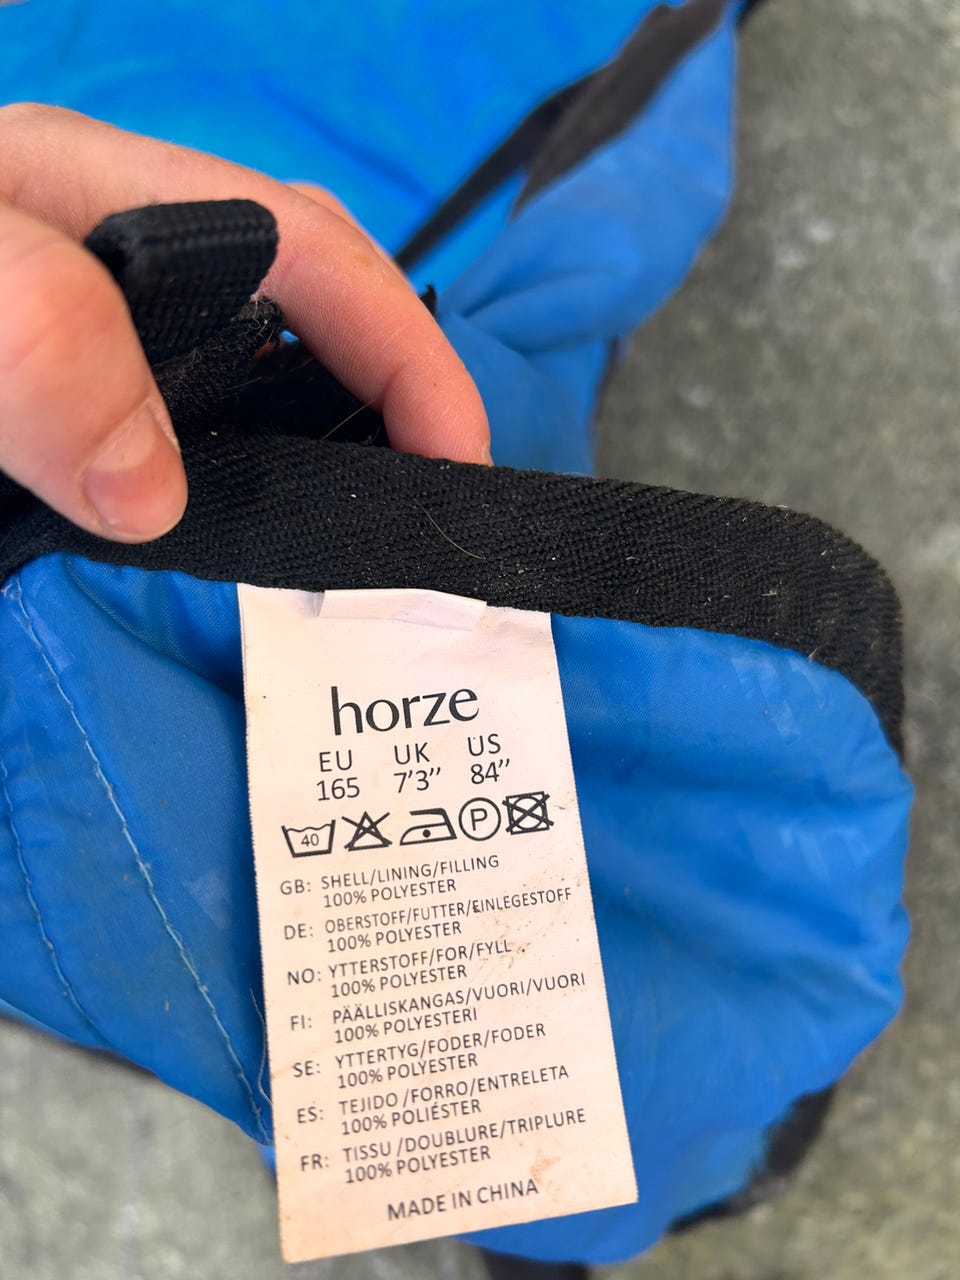 horze
EU UK US
165 7'3" 84"
40 P
GB: SHELL/LINING/FILLING
100% POLYESTER
DE: OBERSTOFF/FUTTER/EINLEGESTOFF
100% POLYESTER
NO: YTTERSTOFF/FOR/FYLL
100% POLYESTER
FI: PÄÄLLISKANGAS/VUORI/VUORI
100% POLYESTERI
SE: YTTERTYG/FODER/FODER
100% POLYESTER
ES: TEJIDO /FORRO/ENTRELETA
100% POLIÉSTER
FR: TISSU /DOUBLURE/TRIPLURE
100% POLYESTER
MADE IN CHINA